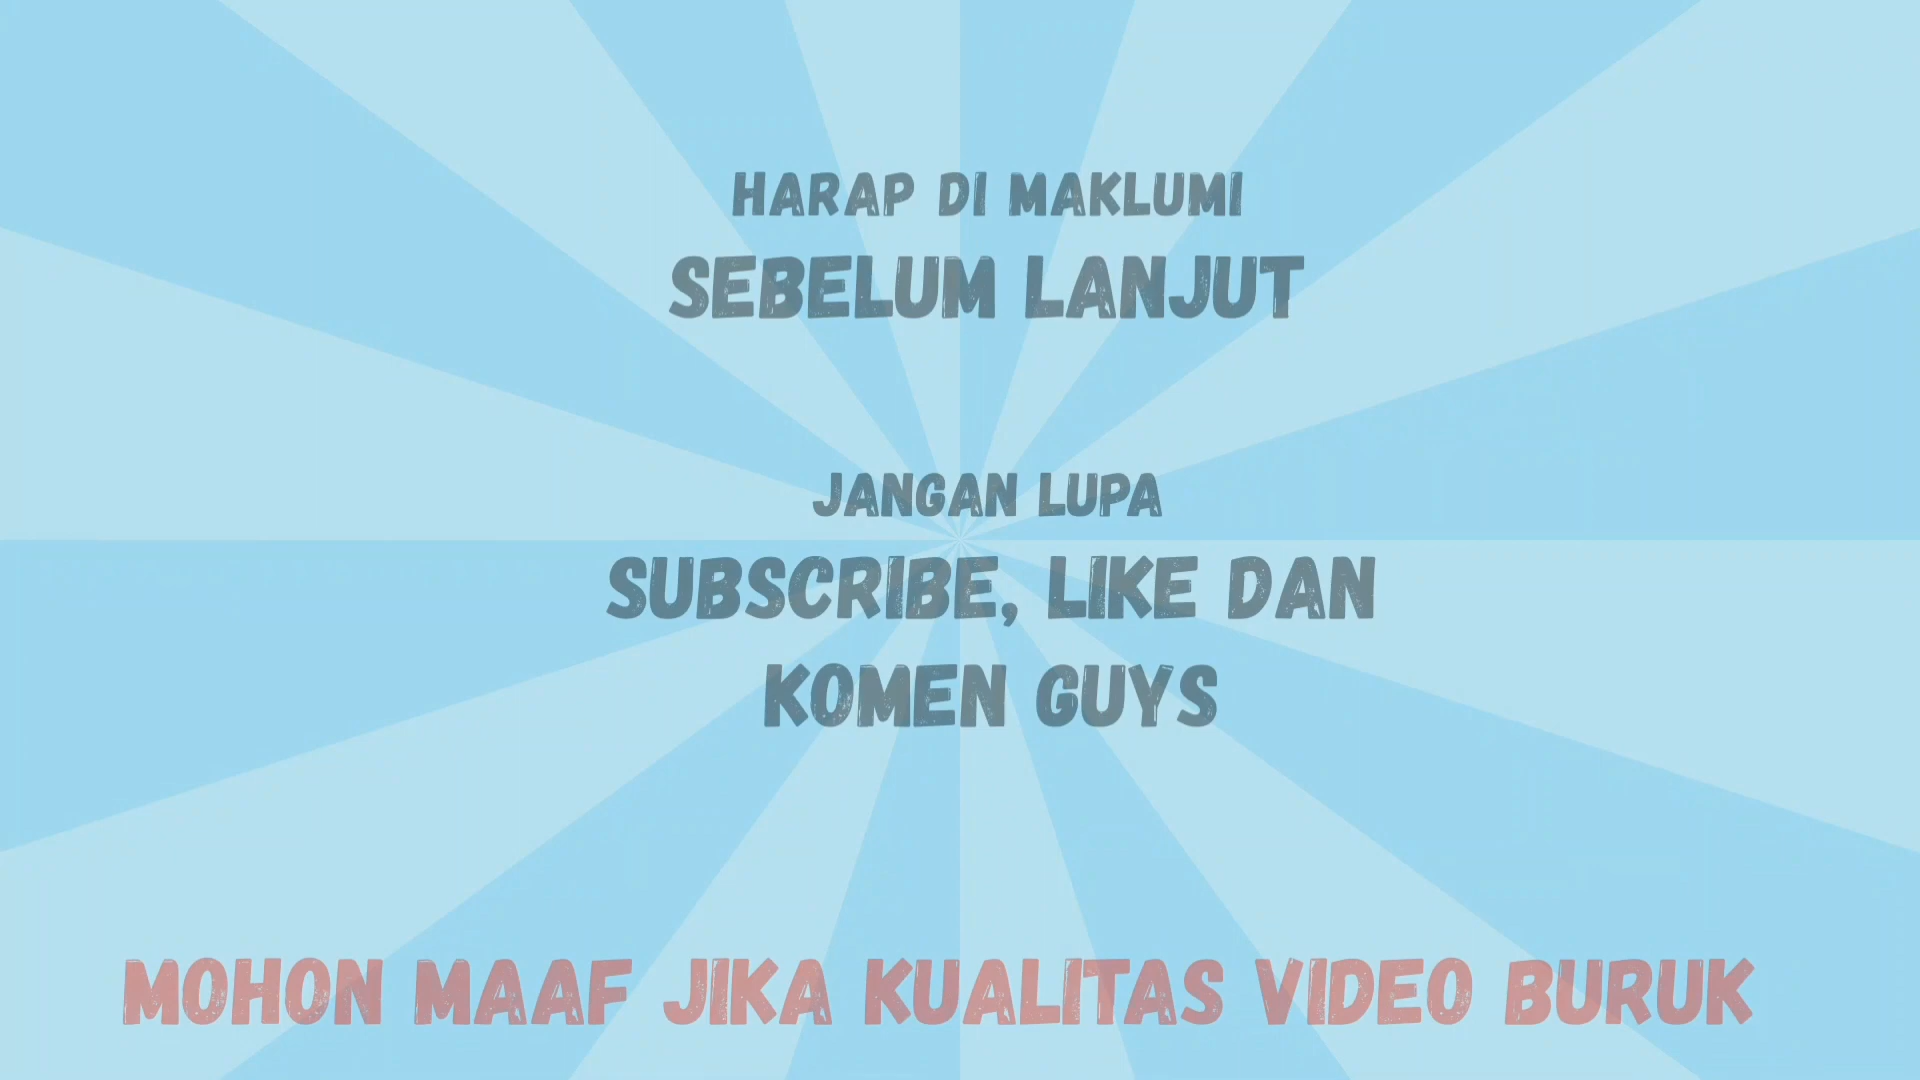 HARAP DI MAKLUMI
SEBELUM LANJUT
JANGAN LUPA
SUBSCRIBE, LIKE DAN
KOMEN GUYS
MOHON MAAF JIKA KUALITAS VIDEO BURUK